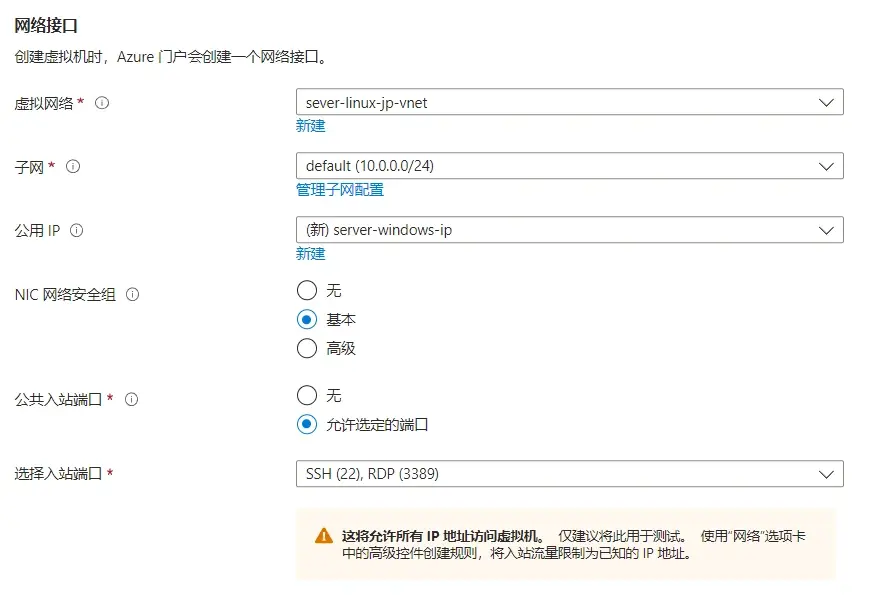 网络接口
创建虚拟机时，Azure 门户会创建一个网络接口。
虚拟网络 *
sever-linux-jp-vnet
新建
子网 *
default (10.0.0.0/24)
管理子网配置
公用 IP
(新) server-windows-ip
新建
NIC 网络安全组
无
基本
高级
公共入站端口 *
无
允许选定的端口
选择入站端口 *
SSH (22), RDP (3389)
这将允许所有 IP 地址访问虚拟机。 仅建议将此用于测试。 使用“网络”选项卡
中的高级控件创建规则，将入站流量限制为已知的 IP 地址。